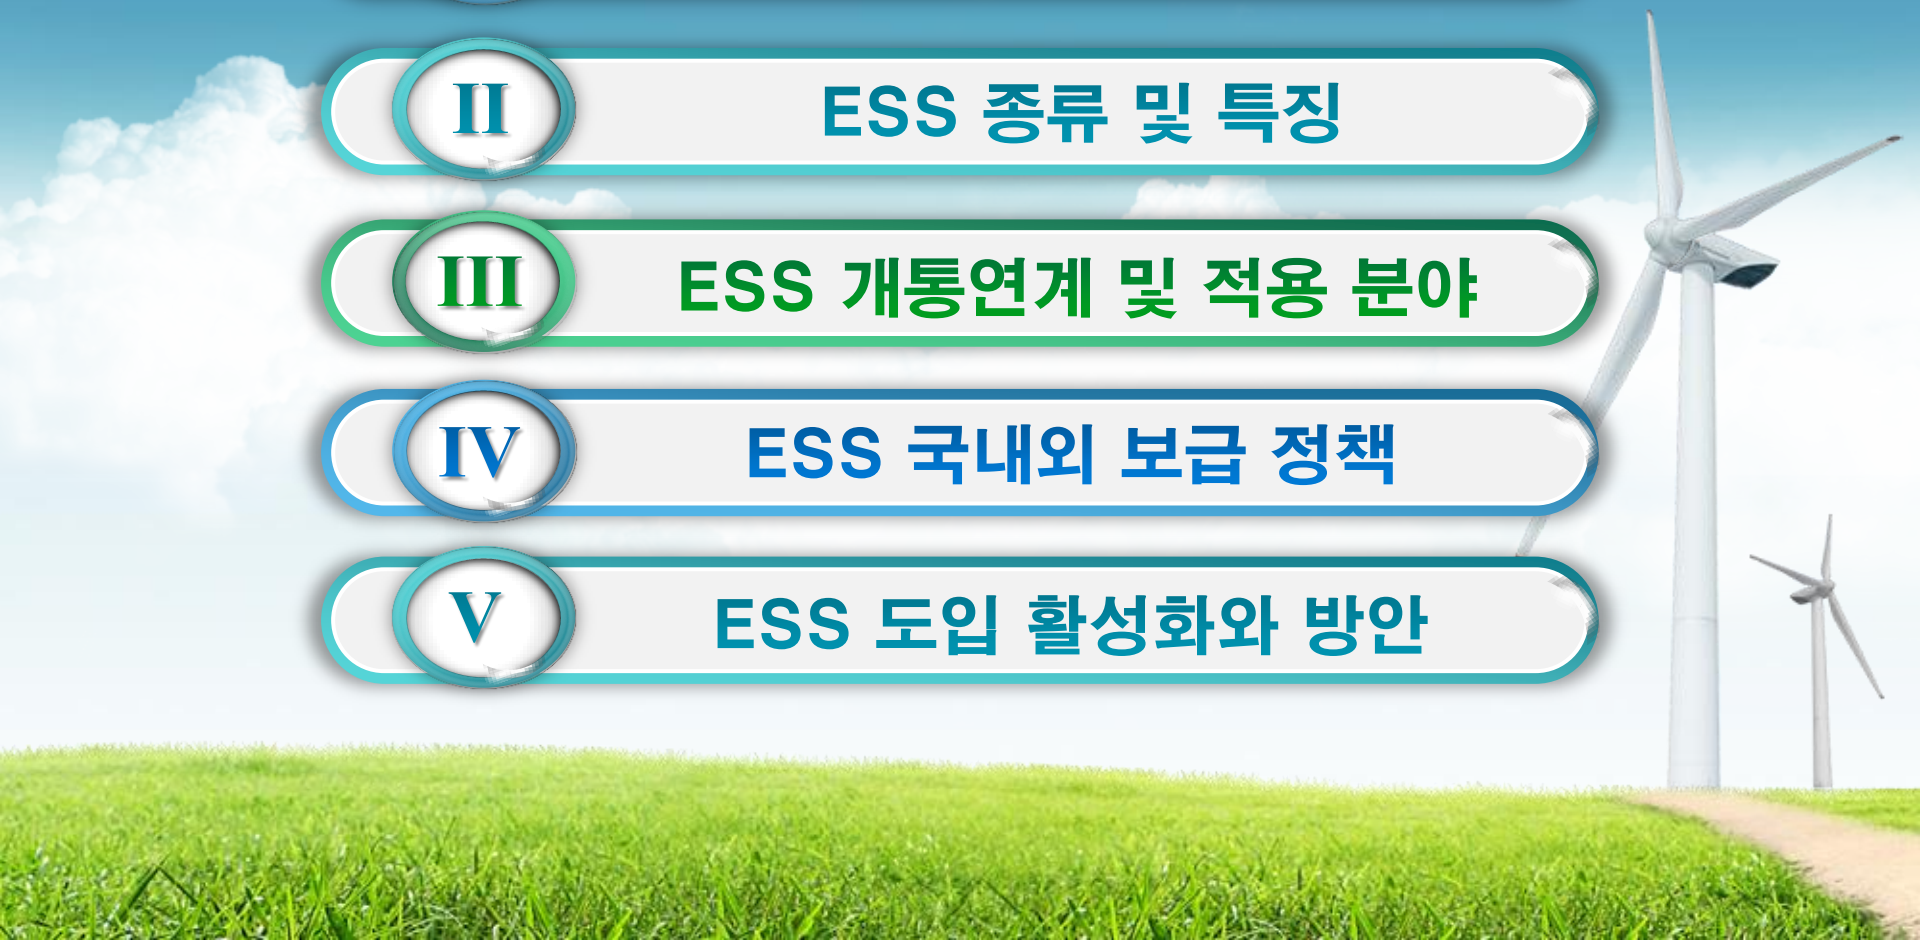 II ESS 종류 및 특징
III ESS 개통연계 및 적용 분야
IV ESS 국내외 보급 정책
V ESS 도입 활성화와 방안